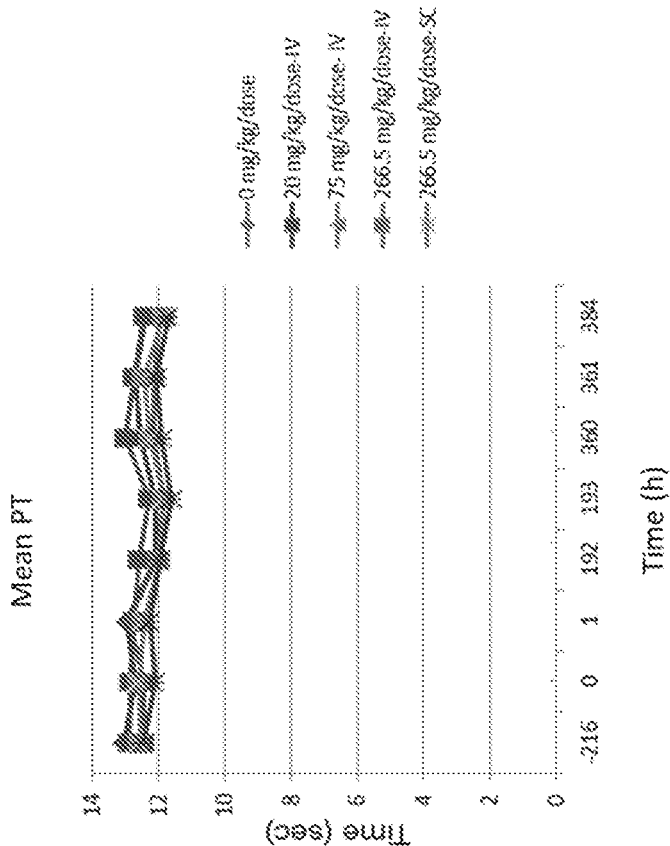 Mean PT
Time (sec)
14
12
10
8
6
4
2
0
-216
0
1
192
193
360
361
384
Time (h)
0 mg/kg/dose
20 mg/kg/dose-IV
75 mg/kg/dose- IV
266.5 mg/kg/dose-IV
266.5 mg/kg/dose-SC